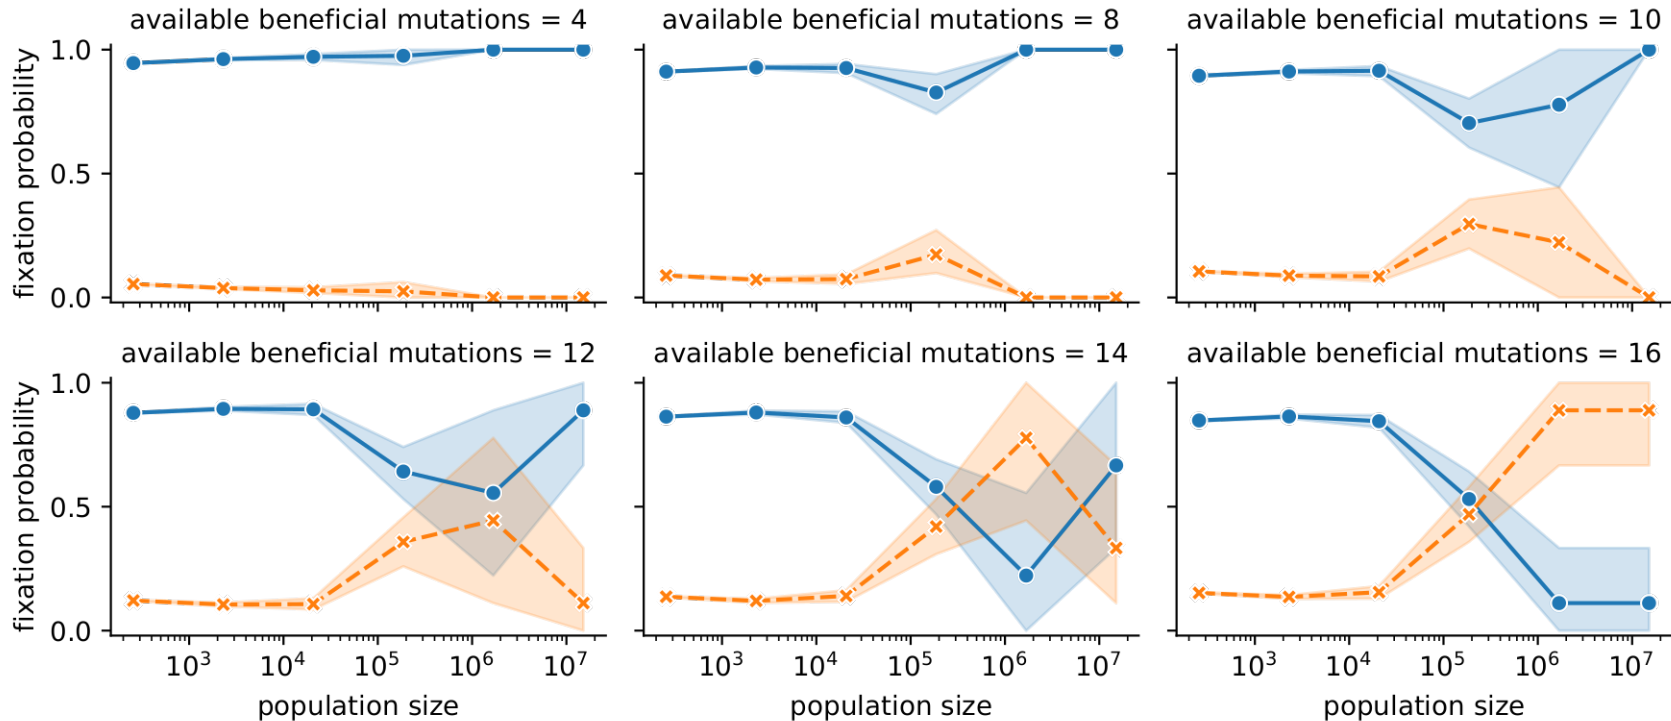 available beneficial mutations = 4
available beneficial mutations = 8
available beneficial mutations = 10
fixation probability
1.0
0.5
0.0
available beneficial mutations = 12
available beneficial mutations = 14
available beneficial mutations = 16
fixation probability
1.0
0.5
0.0
10³ 10⁴ 10⁵ 10⁶ 10⁷
10³ 10⁴ 10⁵ 10⁶ 10⁷
10³ 10⁴ 10⁵ 10⁶ 10⁷
population size
population size
population size